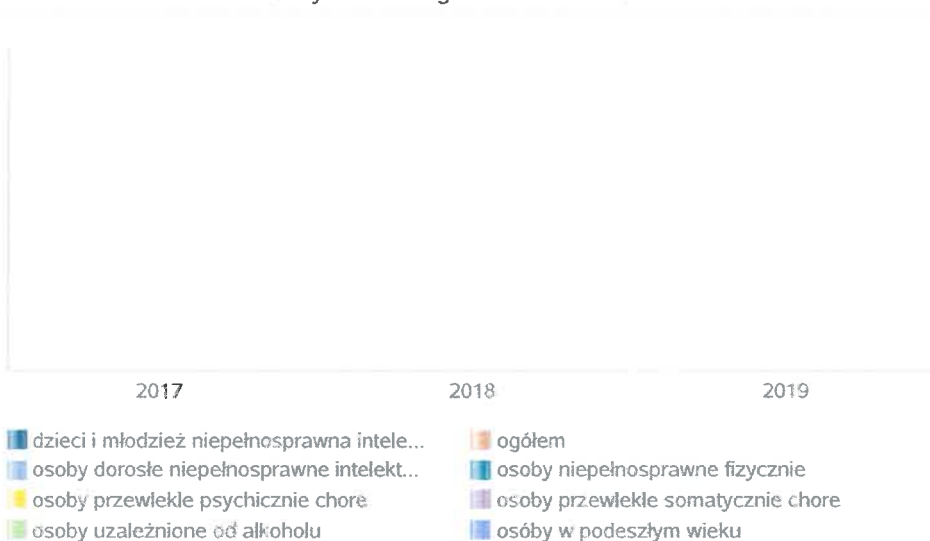 2017 2018 2019
dzieci i młodzież niepełnosprawna intele... ogółem
osoby dorosłe niepełnosprawne intelekt... osoby niepełnosprawne fizycznie
osoby przewlekle psychicznie chore osoby przewlekle somatycznie chore
osoby uzależnione od alkoholu osóby w podeszłym wieku